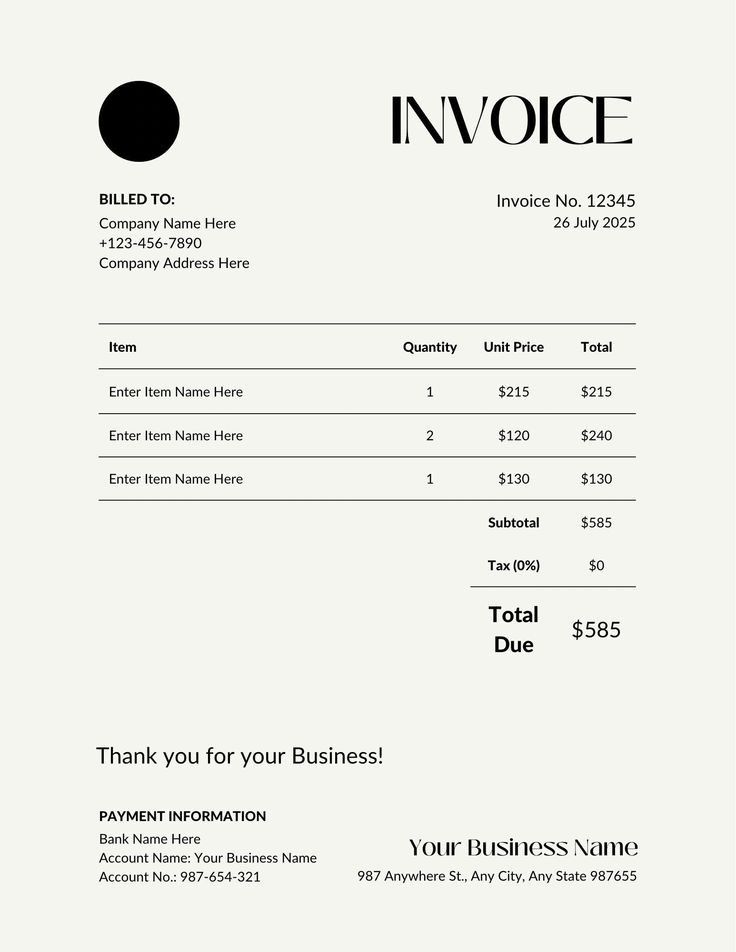 INVOICE
BILLED TO:
Company Name Here
+123-456-7890
Company Address Here
Invoice No. 12345
26 July 2025
Item Quantity Unit Price Total
Enter Item Name Here 1 $215 $215
Enter Item Name Here 2 $120 $240
Enter Item Name Here 1 $130 $130
Subtotal $585
Tax (0%) $0
Total
Due $585
Thank you for your Business!
PAYMENT INFORMATION
Bank Name Here
Account Name: Your Business Name
Account No.: 987-654-321
Your Business Name
987 Anywhere St., Any City, Any State 987655